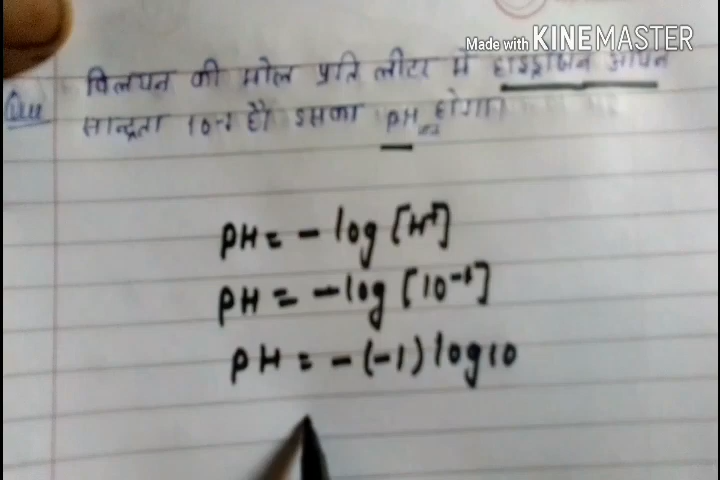 Made with KINEMASTER
विलयन की मोल प्रति लीटर में हाइड्रोजन आयन
Que सान्द्रता 10-1 है। इसका PH होगा।
PH = - log [H+]
PH = - log [10-1]
PH = - (-1) log10